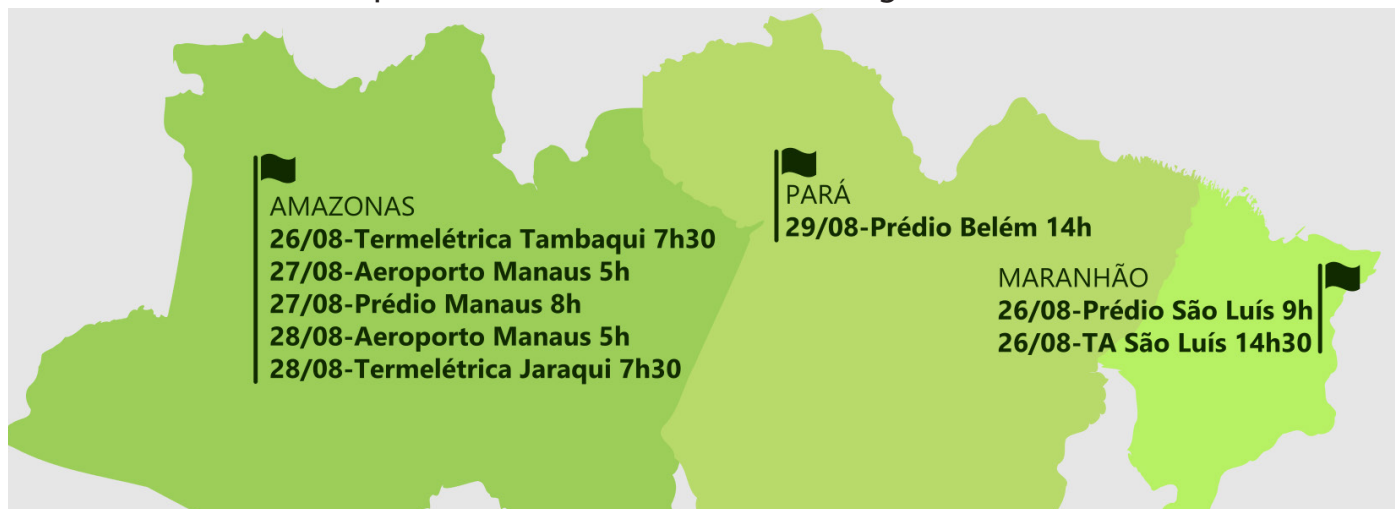 AMAZONAS
26/08-Termelétrica Tambaqui 7h30
27/08-Aeroporto Manaus 5h
27/08-Prédio Manaus 8h
28/08-Aeroporto Manaus 5h
28/08-Termelétrica Jaraqui 7h30
PARÁ
29/08-Prédio Belém 14h
MARANHÃO
26/08-Prédio São Luís 9h
26/08-TA São Luís 14h30